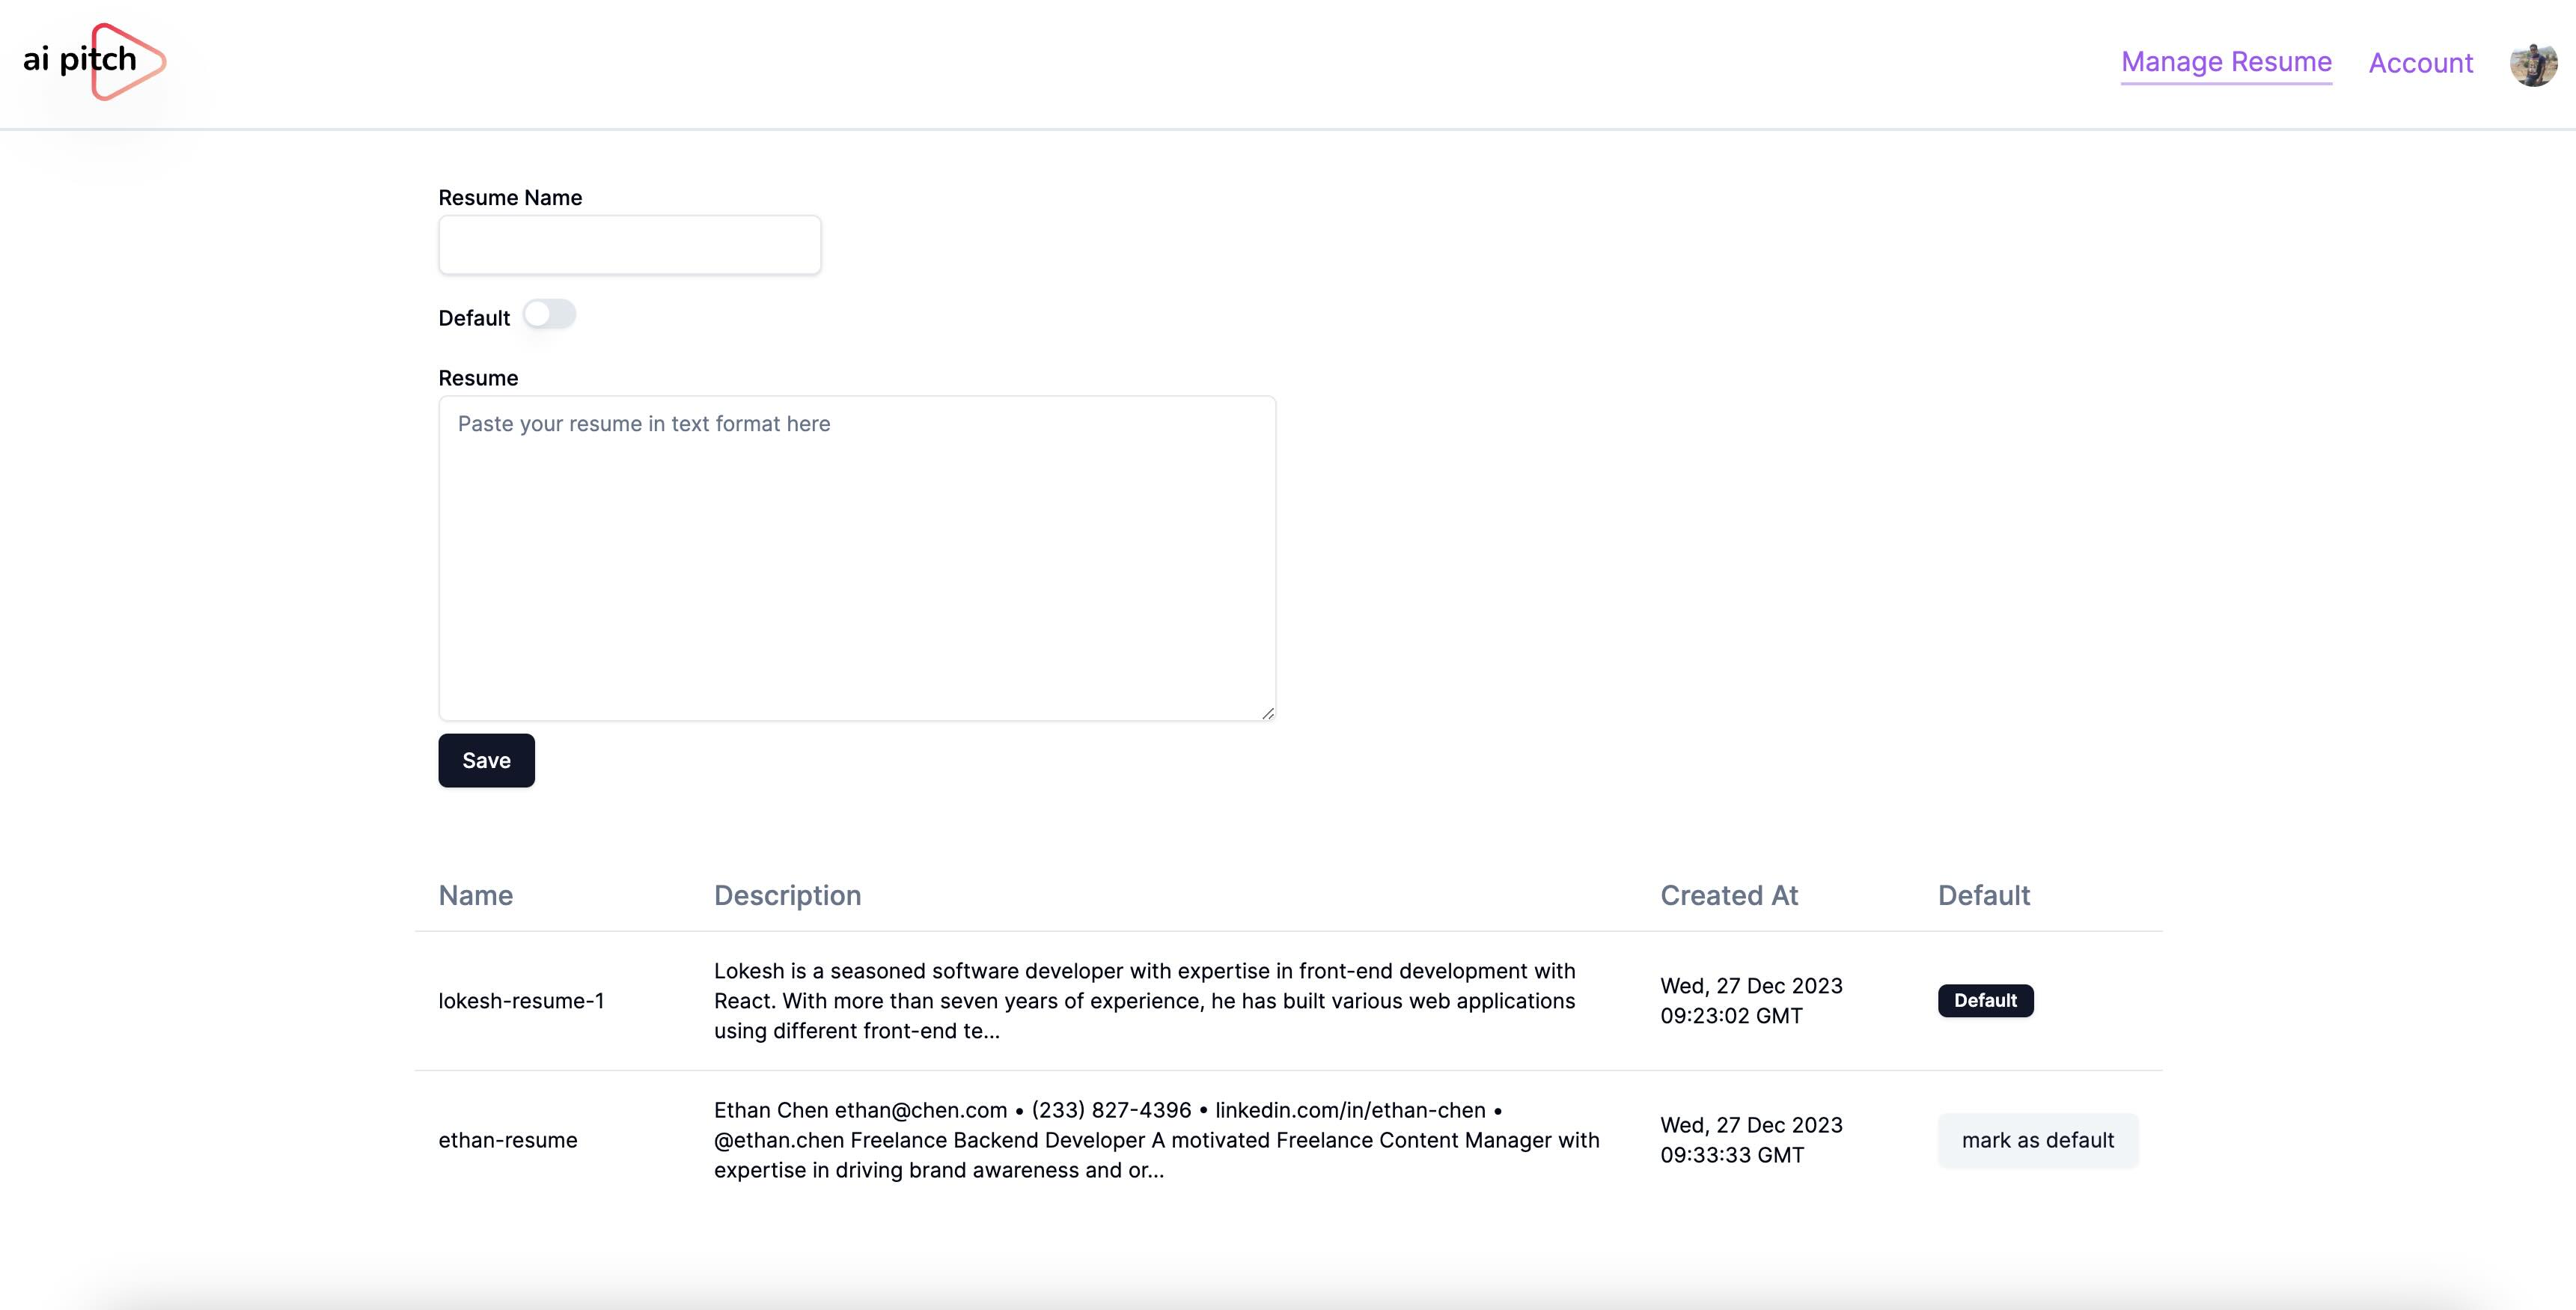 ai pitch
Manage Resume
Account
Resume Name
Default
Resume
Paste your resume in text format here
Save
Name Description Created At Default
lokesh-resume-1
Lokesh is a seasoned software developer with expertise in front-end development with
React. With more than seven years of experience, he has built various web applications
using different front-end te...
Wed, 27 Dec 2023
09:23:02 GMT
Default
ethan-resume
Ethan Chen ethan@chen.com • (233) 827-4396 • linkedin.com/in/ethan-chen •
@ethan.chen Freelance Backend Developer A motivated Freelance Content Manager with
expertise in driving brand awareness and or...
Wed, 27 Dec 2023
09:33:33 GMT
mark as default